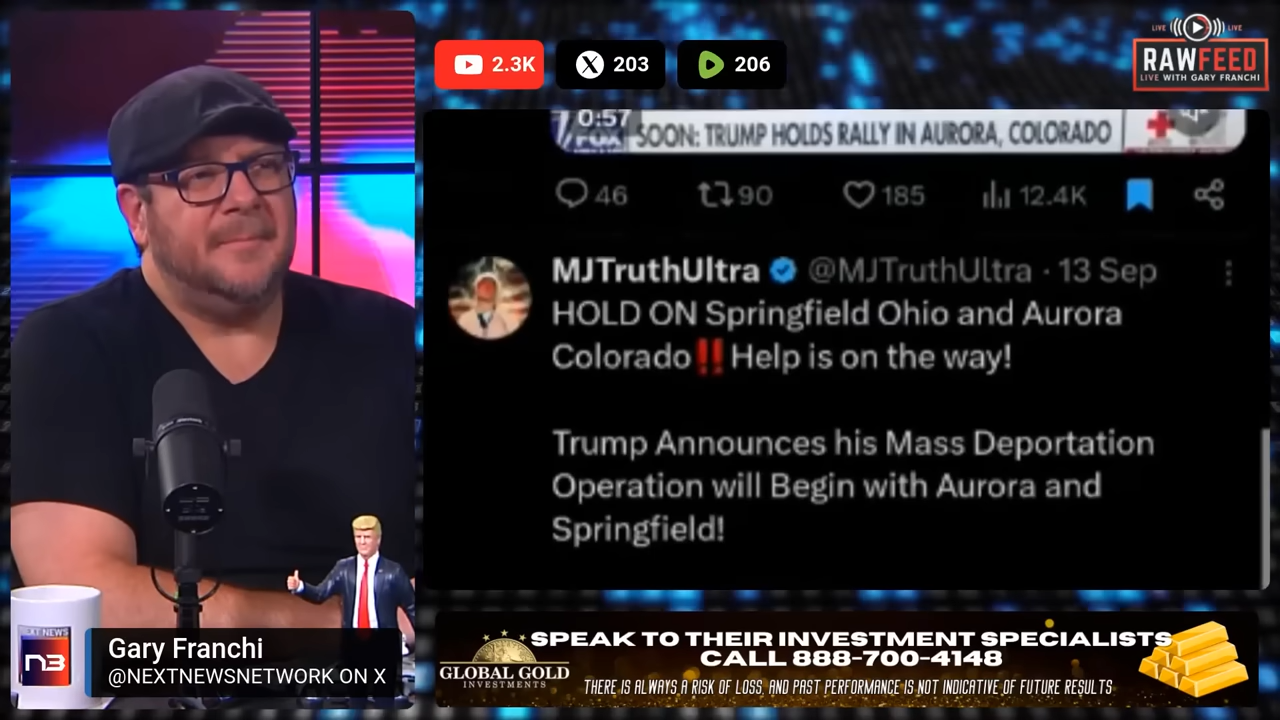 2.3K
203
206
LIVE LIVE
RAWFEED
LIVE WITH GARY FRANCHI
0:57
FOX
SOON: TRUMP HOLDS RALLY IN AURORA, COLORADO
46 90 185 12.4K
MJTruthUltra @MJTruthUltra · 13 Sep
HOLD ON Springfield Ohio and Aurora
Colorado‼️Help is on the way!
Trump Announces his Mass Deportation
Operation will Begin with Aurora and
Springfield!
NEXT NEWS
Gary Franchi
@NEXTNEWSNETWORK ON X
GLOBAL GOLD
INVESTMENTS
SPEAK TO THEIR INVESTMENT SPECIALISTS
CALL 888-700-4148
THERE IS ALWAYS A RISK OF LOSS, AND PAST PERFORMANCE IS NOT INDICATIVE OF FUTURE RESULTS